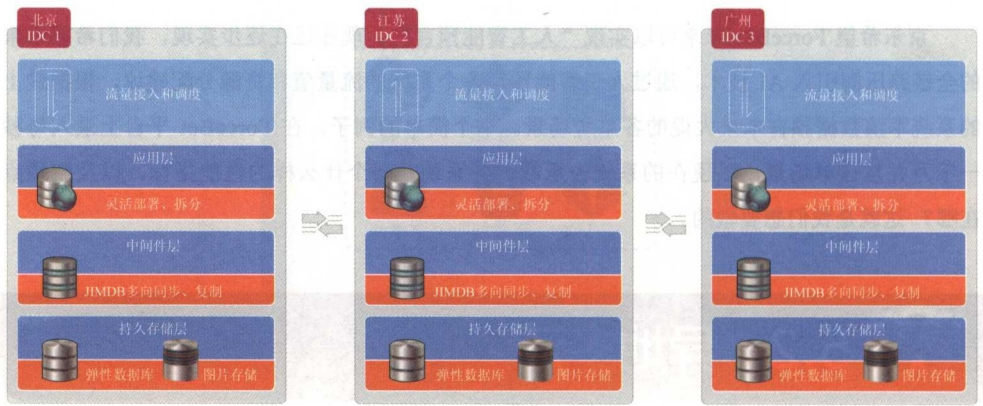 北京
IDC 1
流量接入和调度
应用层
灵活部署、拆分
中间件层
JIMDB多向同步、复制
持久存储层
弹性数据库
图片存储
江苏
IDC 2
流量接入和调度
应用层
灵活部署、拆分
中间件层
JIMDB多向同步、复制
持久存储层
弹性数据库
图片存储
广州
IDC 3
流量接入和调度
应用层
灵活部署、拆分
中间件层
JIMDB多向同步、复制
持久存储层
弹性数据库
图片存储